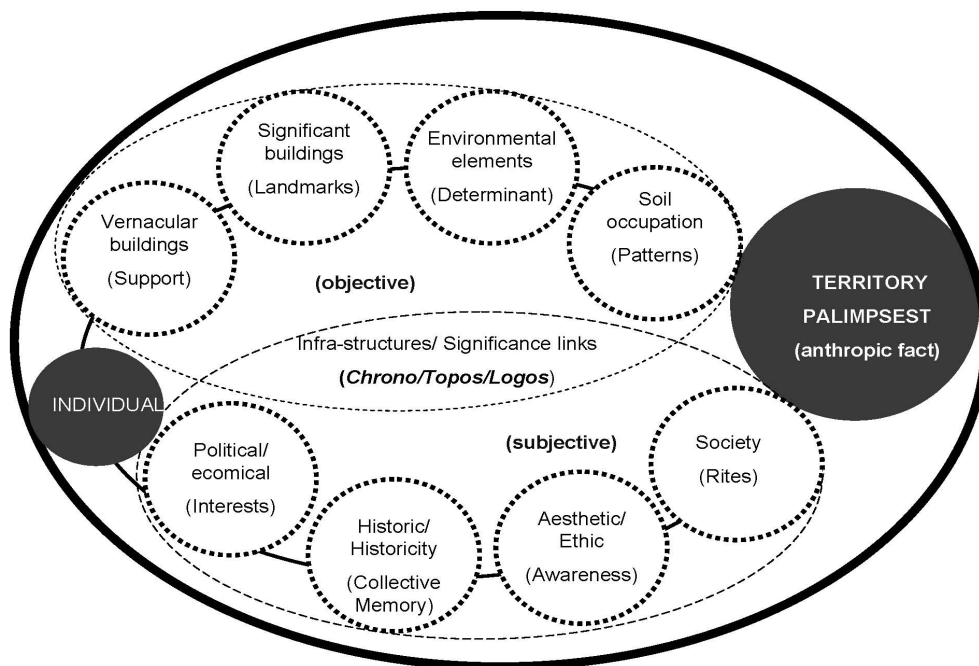 Significant
buildings
(Landmarks)
Environmental
elements
(Determinant)
Vernacular
buildings
(Support)
Soil
occupation
(Patterns)
(objective)
TERRITORY
PALIMPSEST
(anthropic fact)
Infra-structures/ Significance links
(Chrono/Topos/Logos)
INDIVIDUAL
(subjective)
Political/
ecomical
(Interests)
Historic/
Historicity
(Collective
Memory)
Aesthetic/
Ethic
(Awareness)
Society
(Rites)